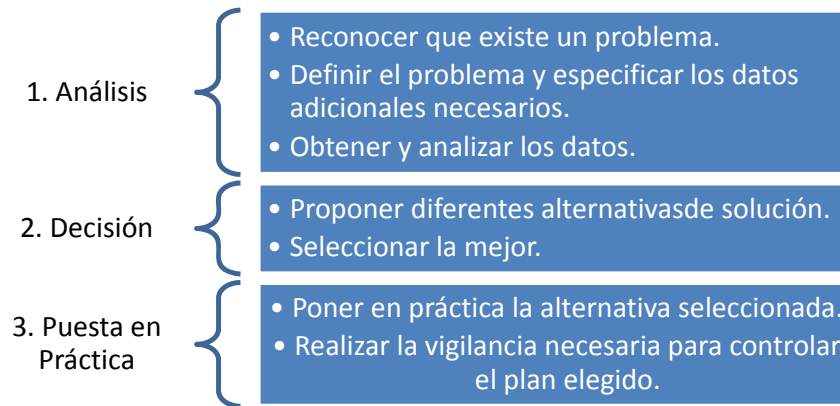 1. Análisis
• Reconocer que existe un problema.
• Definir el problema y especificar los datos
adicionales necesarios.
• Obtener y analizar los datos.
2. Decisión
• Proponer diferentes alternativasde solución.
• Seleccionar la mejor.
3. Puesta en
Práctica
• Poner en práctica la alternativa seleccionada.
• Realizar la vigilancia necesaria para controlar
el plan elegido.